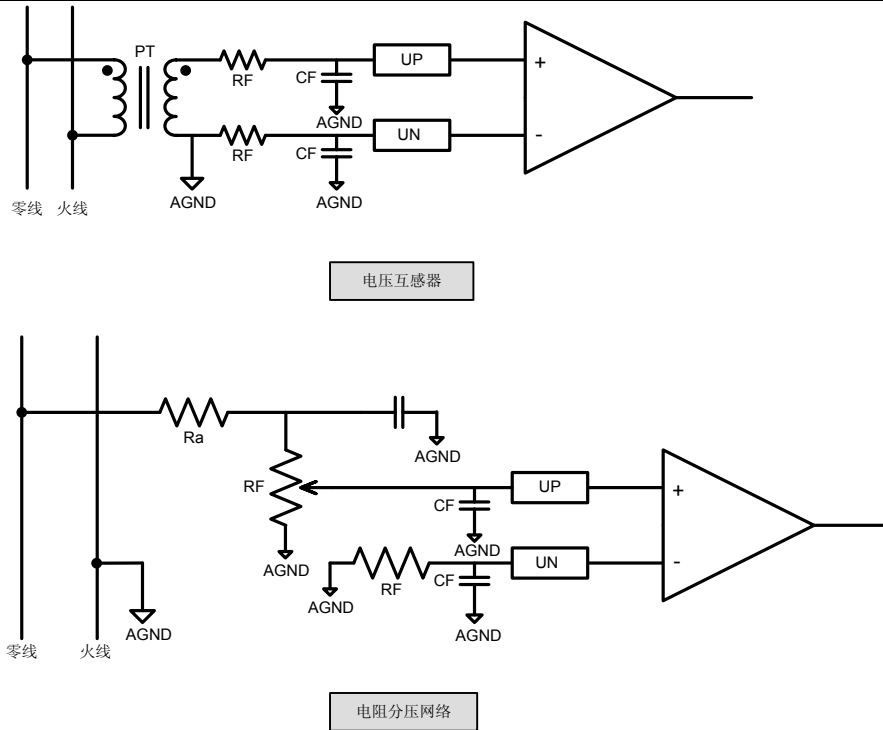 PT
RF
CF
UP
+
AGND
RF
CF
UN
-
AGND
AGND
零线 火线
电压互感器
Ra
AGND
RF
CF
UP
+
AGND
AGND
RF
CF
UN
-
AGND
AGND
AGND
零线 火线
电阻分压网络